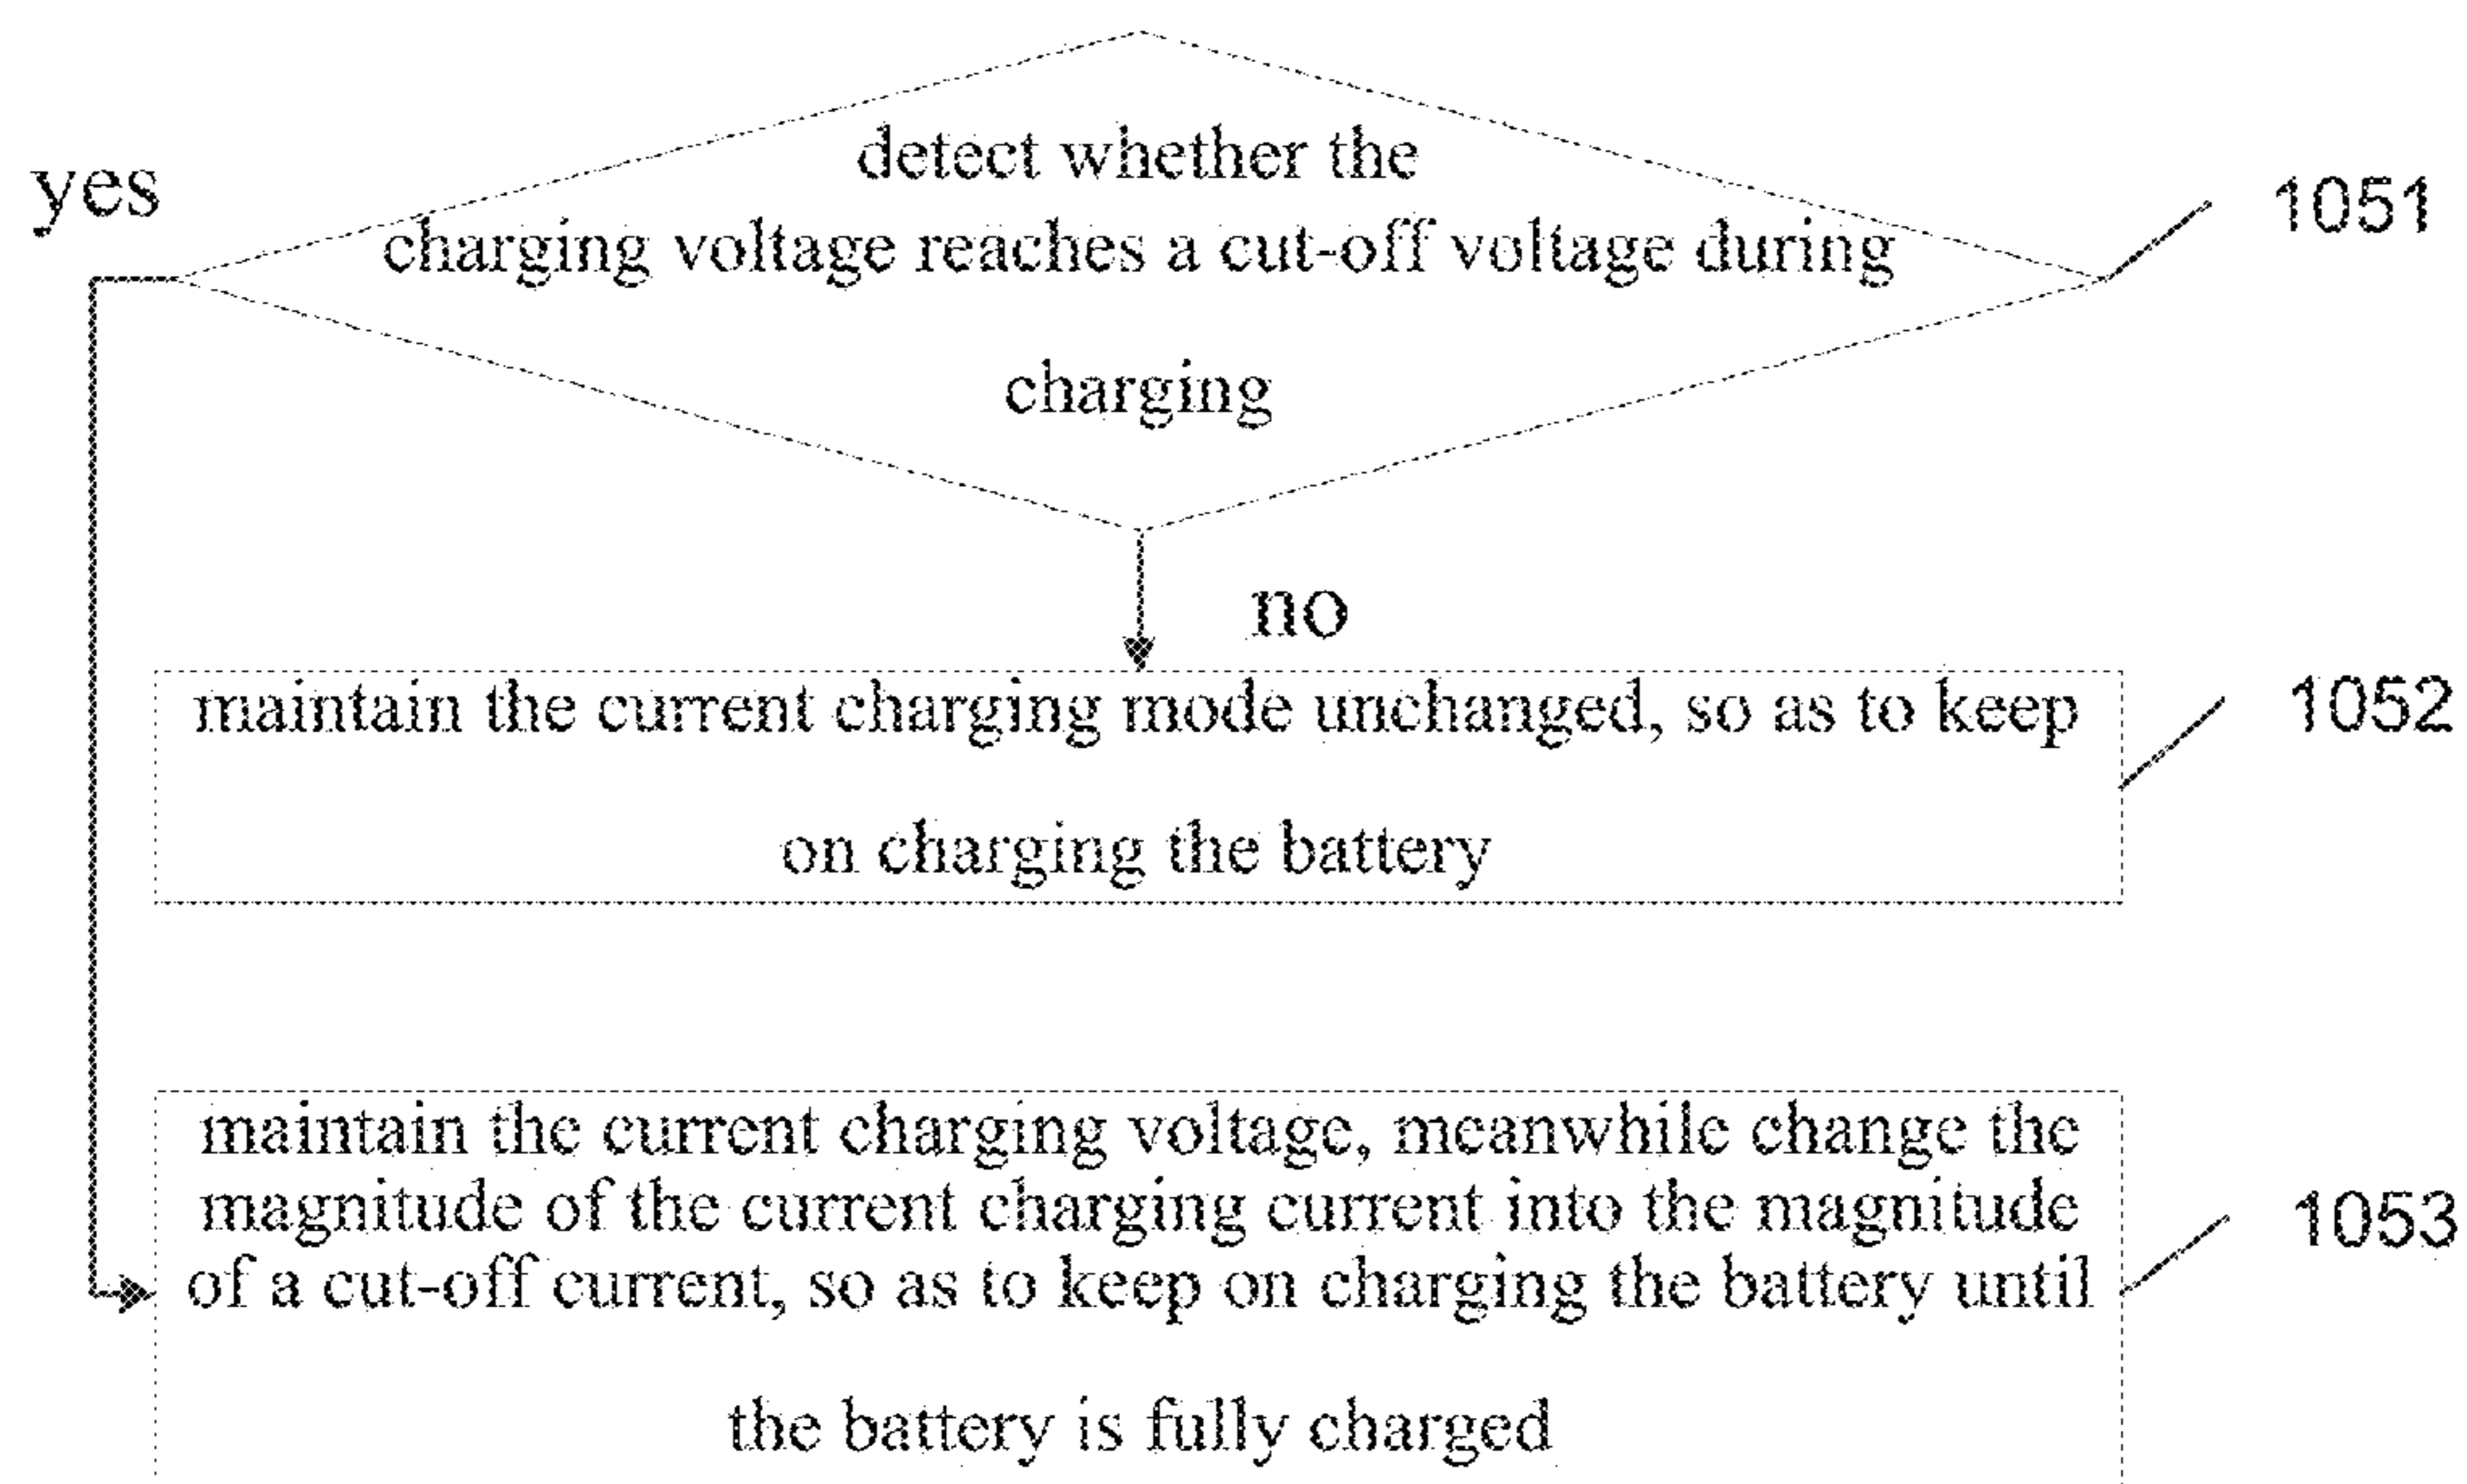 detect whether the
yes
charging voltage reaches a cut-off voltage during
1051
charging
no
maintain the current charging mode unchanged, so as to keep
1052
on charging the battery
maintain the current charging voltage, meanwhile change the
magnitude of the current charging current into the magnitude
1053
of a cut-off current, so as to keep on charging the battery until
the battery is fully charged